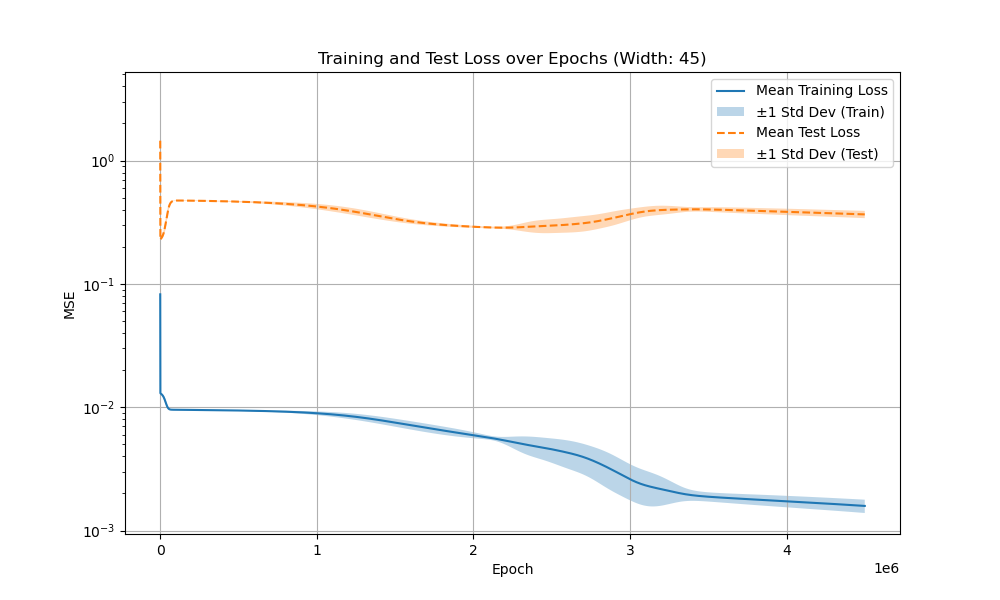 Training and Test Loss over Epochs (Width: 45)
Mean Training Loss
±1 Std Dev (Train)
Mean Test Loss
±1 Std Dev (Test)
MSE
10⁰
10⁻¹
10⁻²
10⁻³
0 1 2 3 4
1e6
Epoch